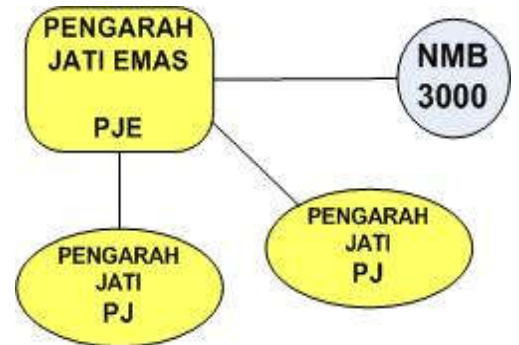 PENGARAH
JATI EMAS
PJE
NMB
3000
PENGARAH
JATI
PJ
PENGARAH
JATI
PJ